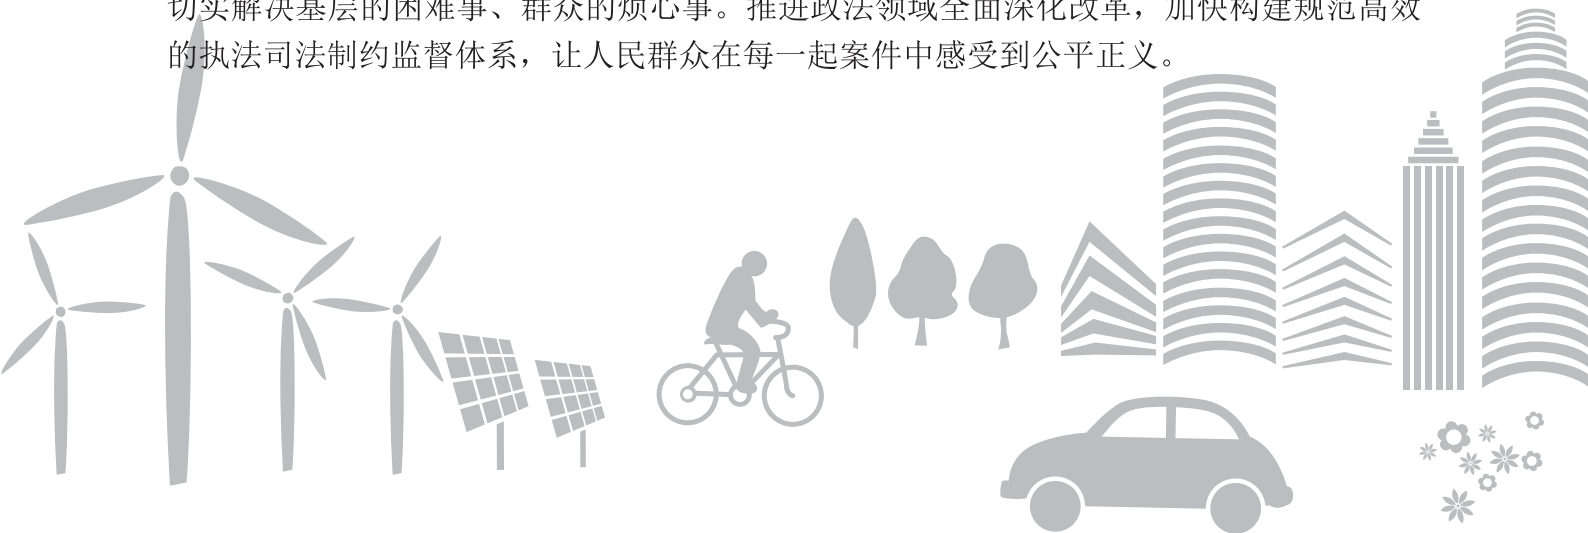 切实解决基层的困难事、群众的烦心事。推进政法领域全面深化改革，加快构建规范高效
的执法司法制约监督体系，让人民群众在每一起案件中感受到公平正义。